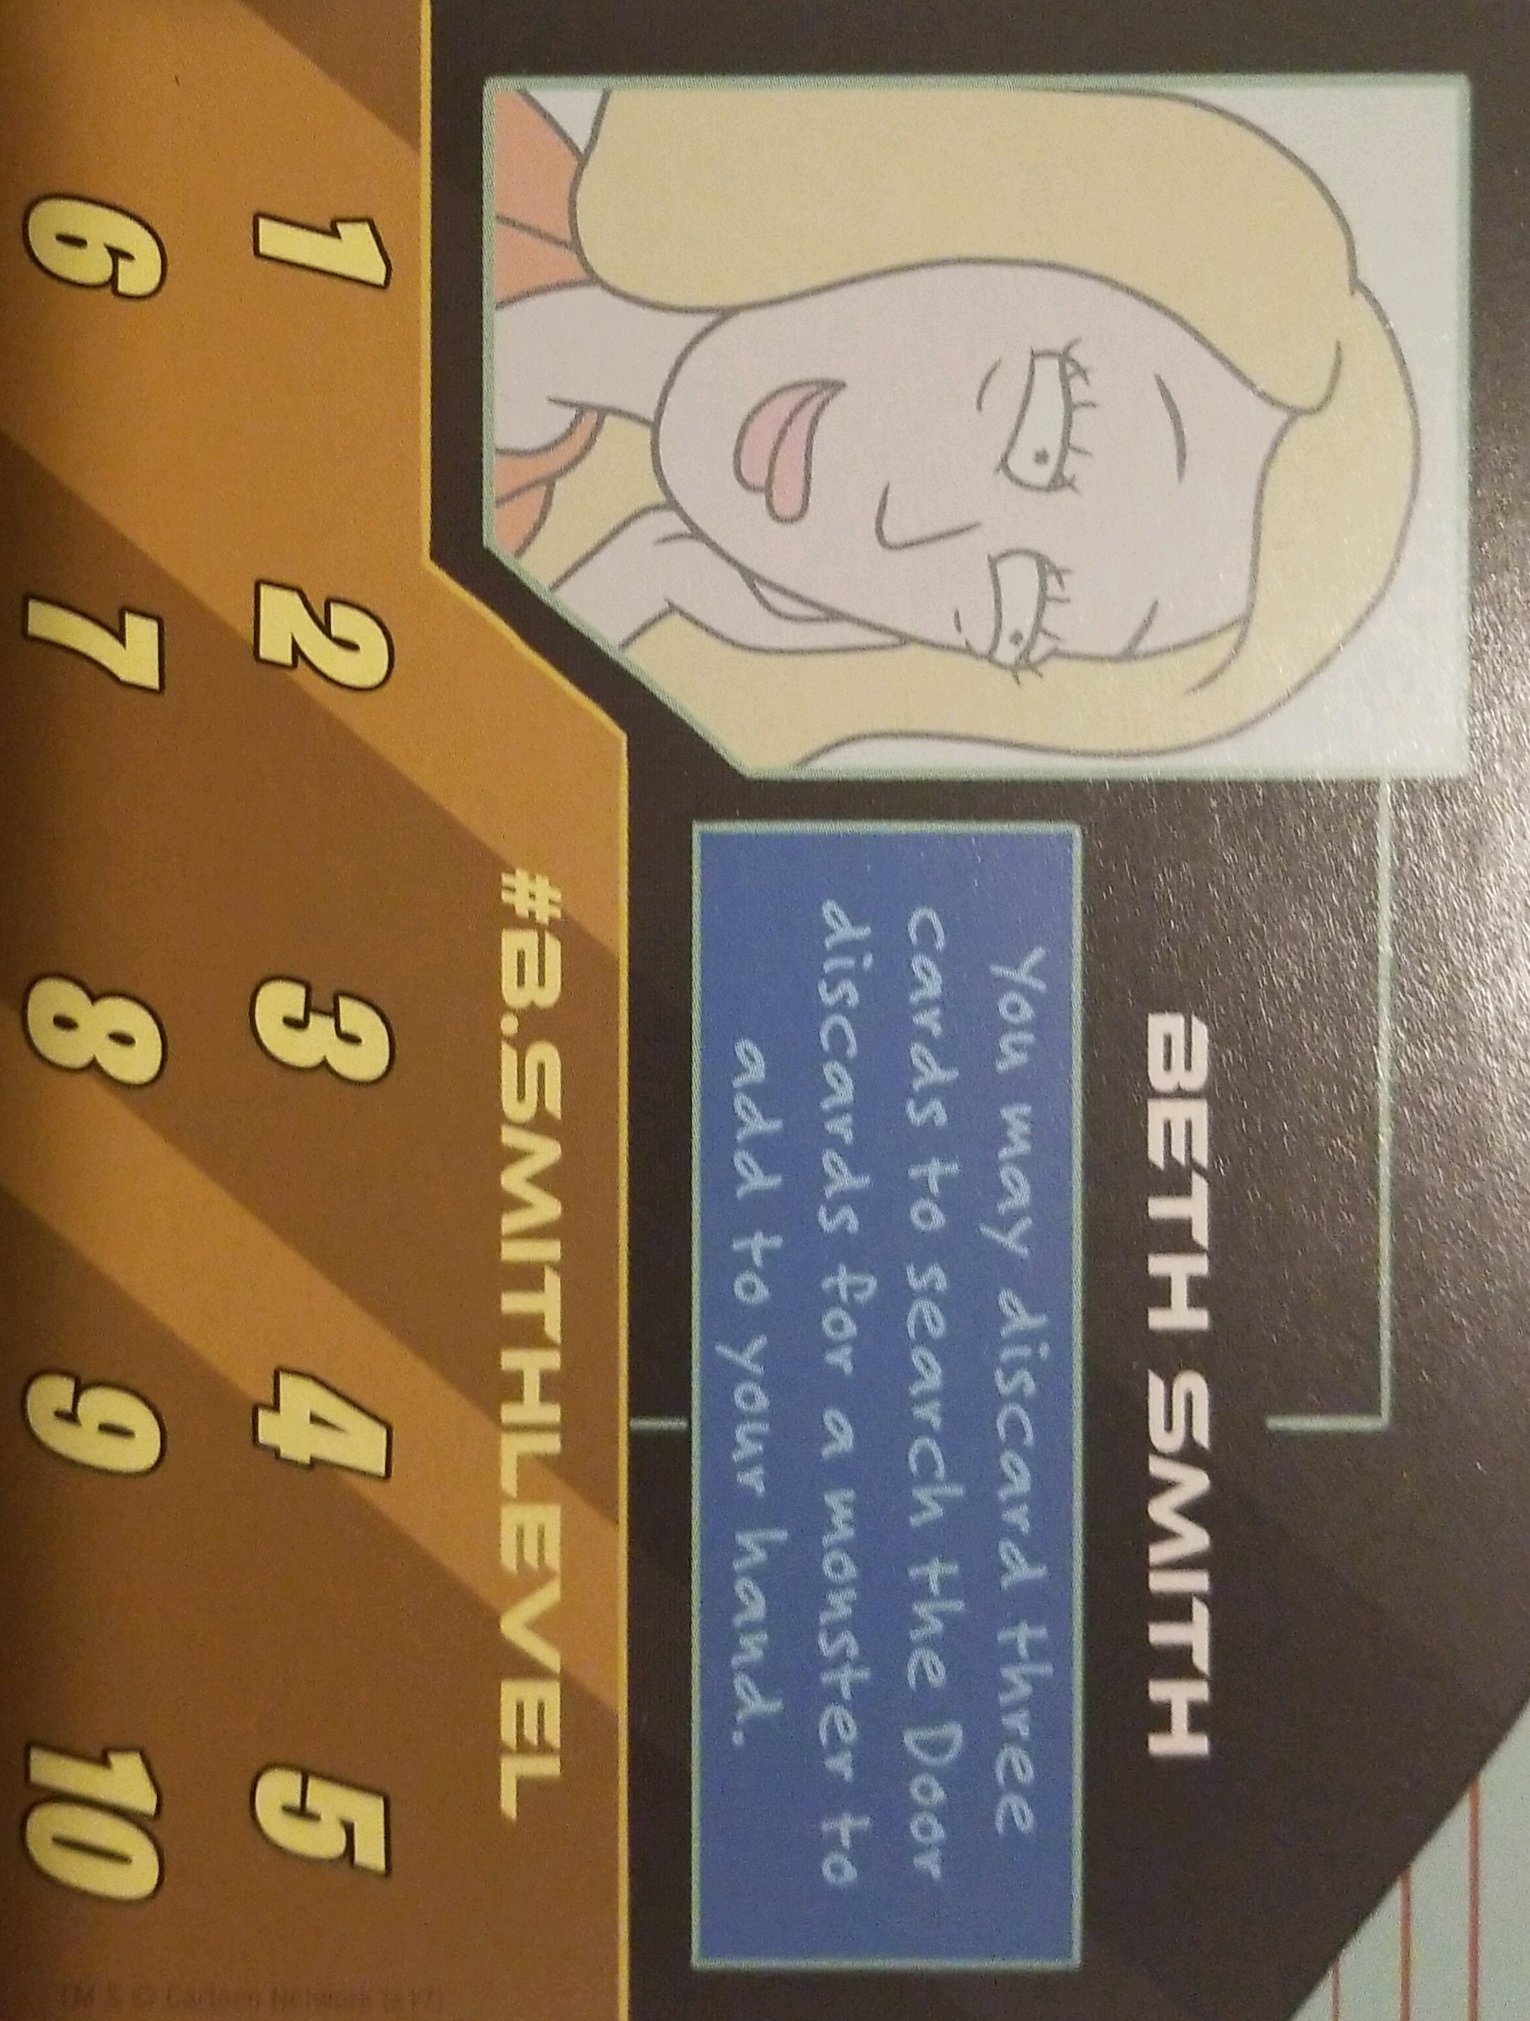 BETH SMITH
You may discard three
cards to search the Door
discards for a monster to
add to your hand.
#B.SMITHLEVEL
1 2 3 4 5
6 7 8 9 10
TM & © Cartoon Network